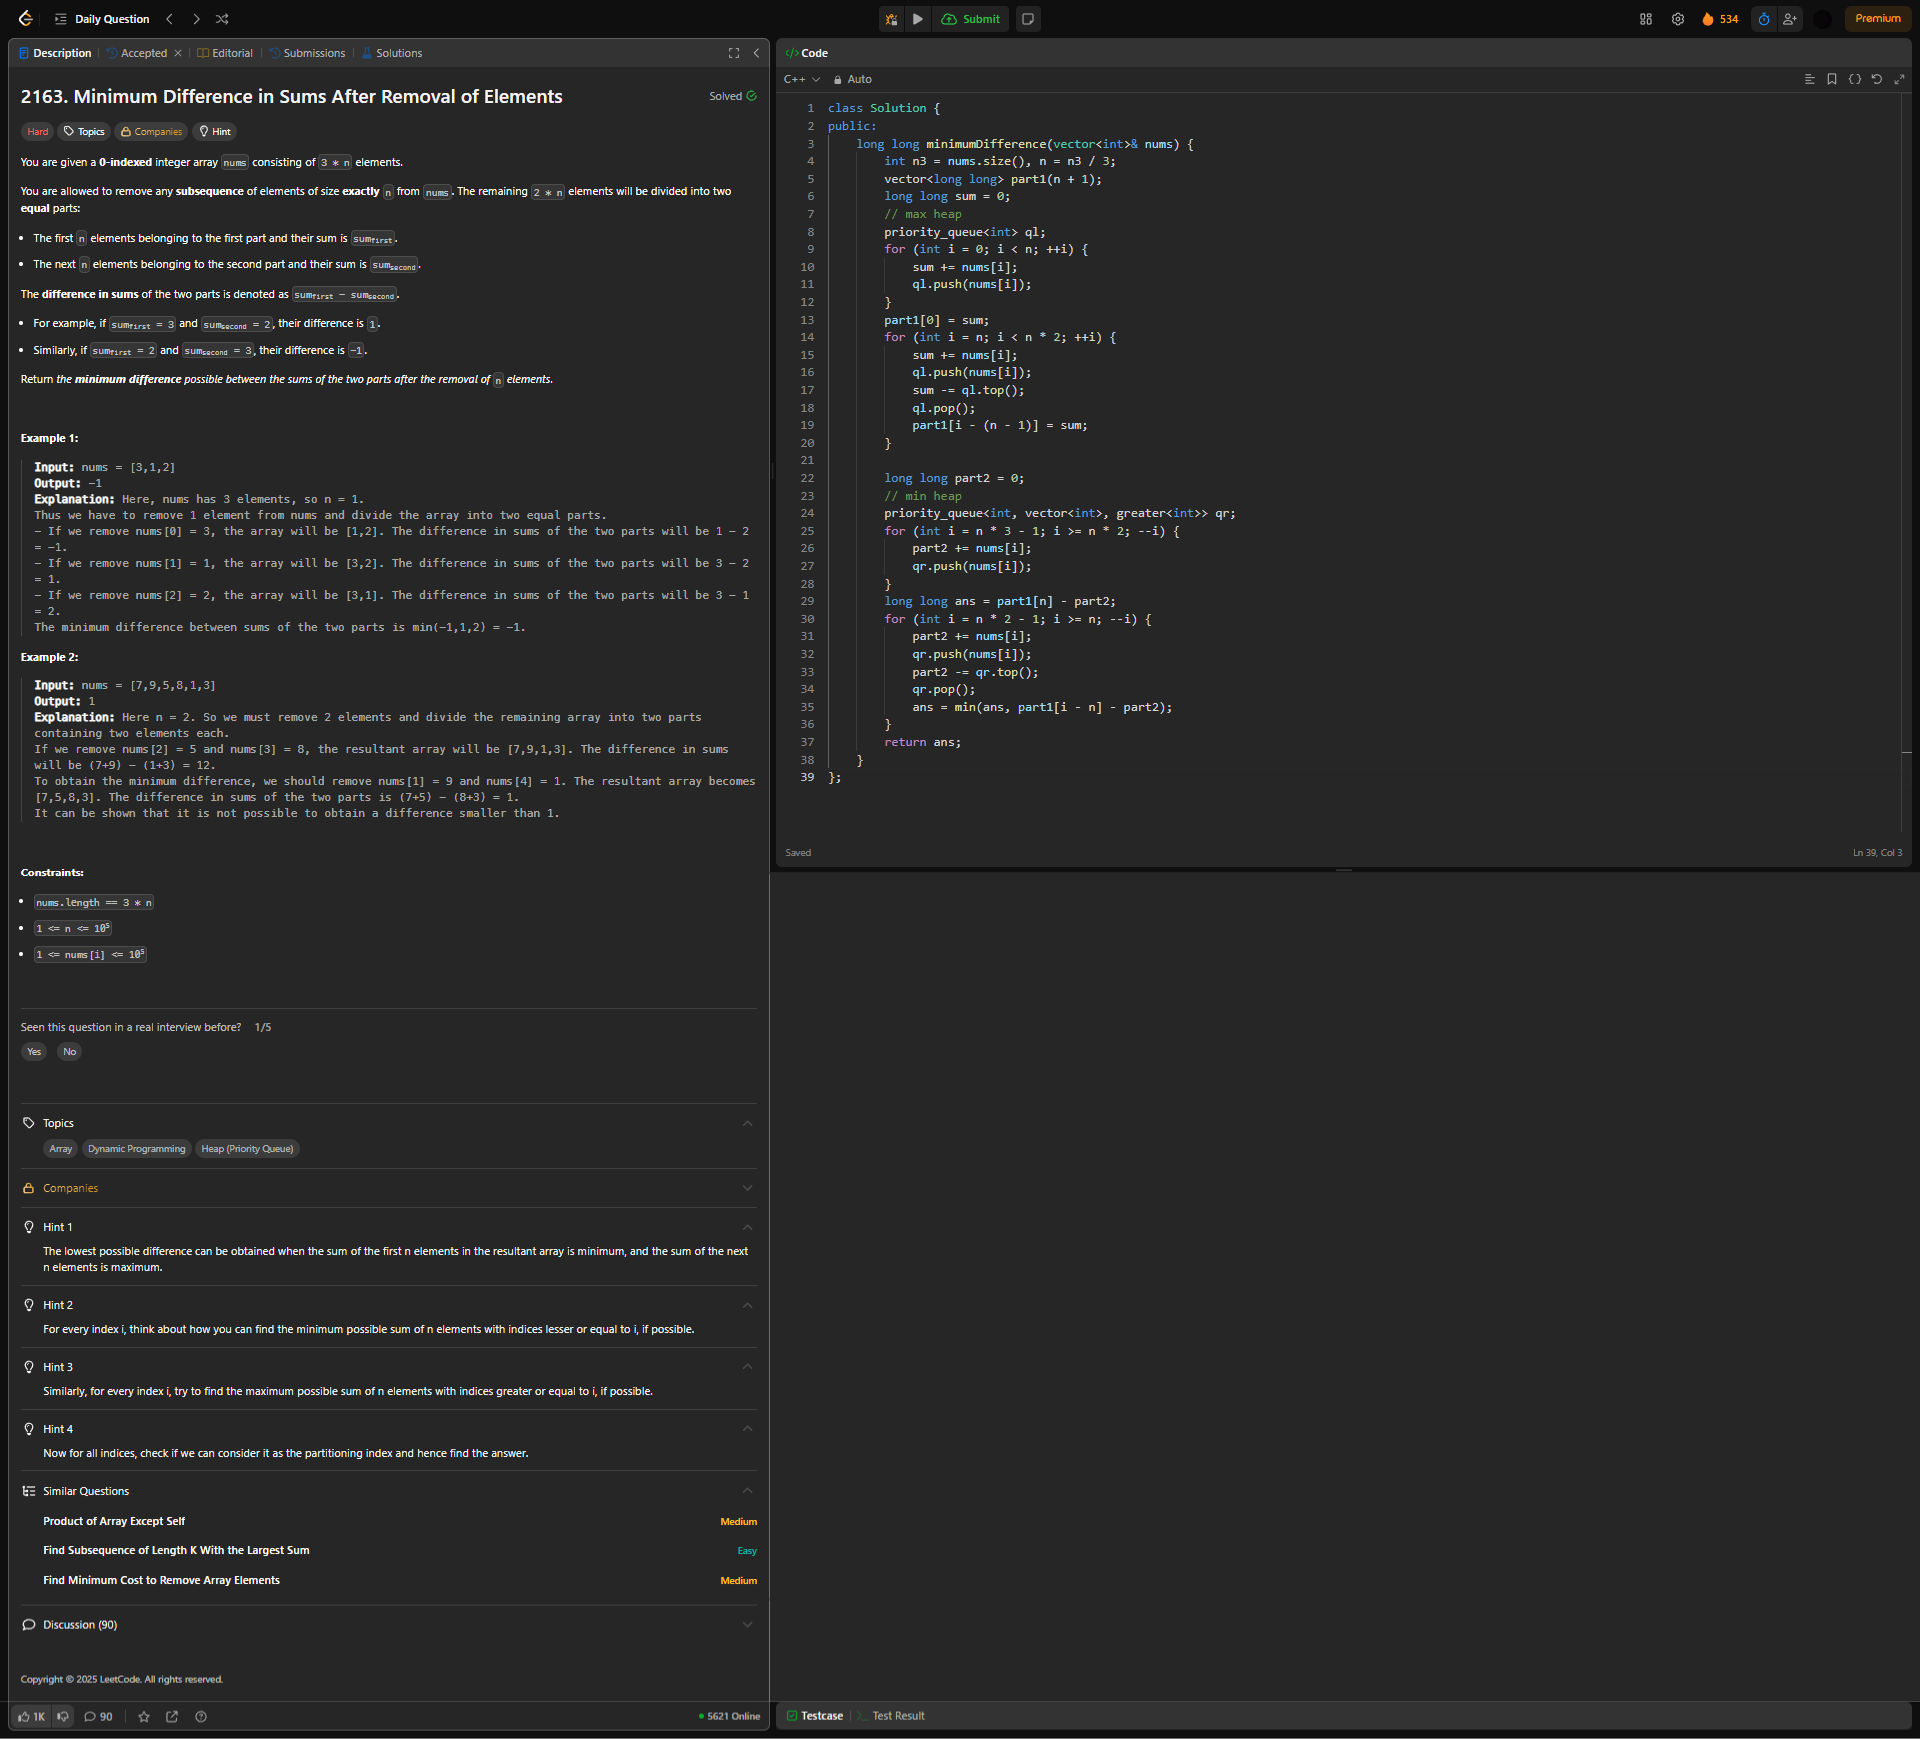 Daily Question
Submit
534
Premium
Description
Accepted
Editorial
Submissions
Solutions
2163. Minimum Difference in Sums After Removal of Elements
Solved
Hard
Topics
Companies
Hint
You are given a 0-indexed integer array nums consisting of 3 * n elements.
You are allowed to remove any subsequence of elements of size exactly n from nums. The remaining 2 * n elements will be divided into two
equal parts:
• The first n elements belonging to the first part and their sum is sumfirst.
• The next n elements belonging to the second part and their sum is sumsecond.
The difference in sums of the two parts is denoted as sumfirst - sumsecond.
• For example, if sumfirst = 3 and sumsecond = 2, their difference is 1.
• Similarly, if sumfirst = 2 and sumsecond = 3, their difference is -1.
Return the minimum difference possible between the sums of the two parts after the removal of n elements.
Example 1:
Input: nums = [3,1,2]
Output: -1
Explanation: Here, nums has 3 elements, so n = 1.
Thus we have to remove 1 element from nums and divide the array into two equal parts.
- If we remove nums[0] = 3, the array will be [1,2]. The difference in sums of the two parts will be 1 - 2
= -1.
- If we remove nums[1] = 1, the array will be [3,2]. The difference in sums of the two parts will be 3 - 2
= 1.
- If we remove nums[2] = 2, the array will be [3,1]. The difference in sums of the two parts will be 3 - 1
= 2.
The minimum difference between sums of the two parts is min(-1,1,2) = -1.
Example 2:
Input: nums = [7,9,5,8,1,3]
Output: 1
Explanation: Here n = 2. So we must remove 2 elements and divide the remaining array into two parts
containing two elements each.
If we remove nums[2] = 5 and nums[3] = 8, the resultant array will be [7,9,1,3]. The difference in sums
will be (7+9) - (1+3) = 12.
To obtain the minimum difference, we should remove nums[1] = 9 and nums[4] = 1. The resultant array becomes
[7,5,8,3]. The difference in sums of the two parts is (7+5) - (8+3) = 1.
It can be shown that it is not possible to obtain a difference smaller than 1.
Constraints:
• nums.length == 3 * n
• 1 <= n <= 10⁵
• 1 <= nums[i] <= 10⁵
Seen this question in a real interview before? 1/5
Yes
No
Topics
Array
Dynamic Programming
Heap (Priority Queue)
Companies
Hint 1
The lowest possible difference can be obtained when the sum of the first n elements in the resultant array is minimum, and the sum of the next
n elements is maximum.
Hint 2
For every index i, think about how you can find the minimum possible sum of n elements with indices lesser or equal to i, if possible.
Hint 3
Similarly, for every index i, try to find the maximum possible sum of n elements with indices greater or equal to i, if possible.
Hint 4
Now for all indices, check if we can consider it as the partitioning index and hence find the answer.
Similar Questions
Product of Array Except Self Medium
Find Subsequence of Length K With the Largest Sum Easy
Find Minimum Cost to Remove Array Elements Medium
Discussion (90)
Copyright © 2025 LeetCode. All rights reserved.
1K
90
5621 Online
</> Code
C++
Auto
1 class Solution {
2 public:
3     long long minimumDifference(vector<int>& nums) {
4         int n3 = nums.size(), n = n3 / 3;
5         vector<long long> part1(n + 1);
6         long long sum = 0;
7         // max heap
8         priority_queue<int> ql;
9         for (int i = 0; i < n; ++i) {
10             sum += nums[i];
11             ql.push(nums[i]);
12         }
13         part1[0] = sum;
14         for (int i = n; i < n * 2; ++i) {
15             sum += nums[i];
16             ql.push(nums[i]);
17             sum -= ql.top();
18             ql.pop();
19             part1[i - (n - 1)] = sum;
20         }
21
22         long long part2 = 0;
23         // min heap
24         priority_queue<int, vector<int>, greater<int>> qr;
25         for (int i = n * 3 - 1; i >= n * 2; --i) {
26             part2 += nums[i];
27             qr.push(nums[i]);
28         }
29         long long ans = part1[n] - part2;
30         for (int i = n * 2 - 1; i >= n; --i) {
31             part2 += nums[i];
32             qr.push(nums[i]);
33             part2 -= qr.top();
34             qr.pop();
35             ans = min(ans, part1[i - n] - part2);
36         }
37         return ans;
38     }
39 };
Saved
Ln 39, Col 3
Testcase
Test Result